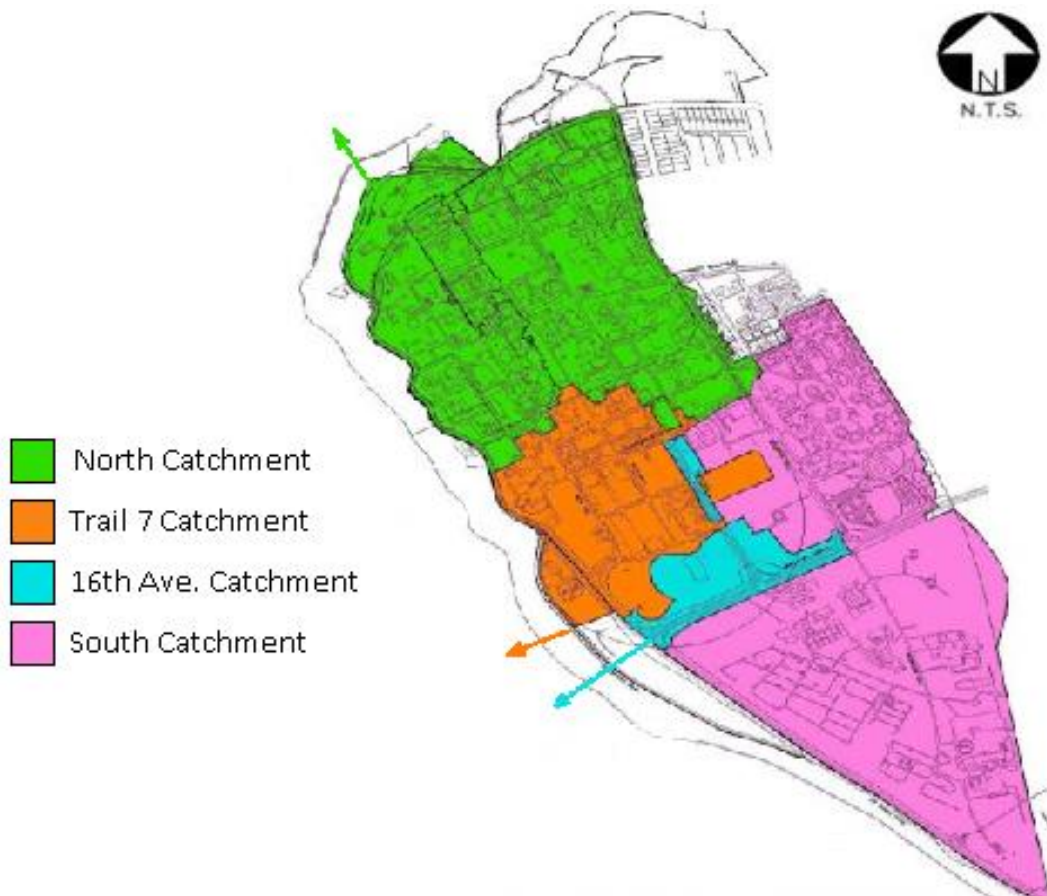 N
N.T.S.
North Catchment
Trail 7 Catchment
16th Ave. Catchment
South Catchment